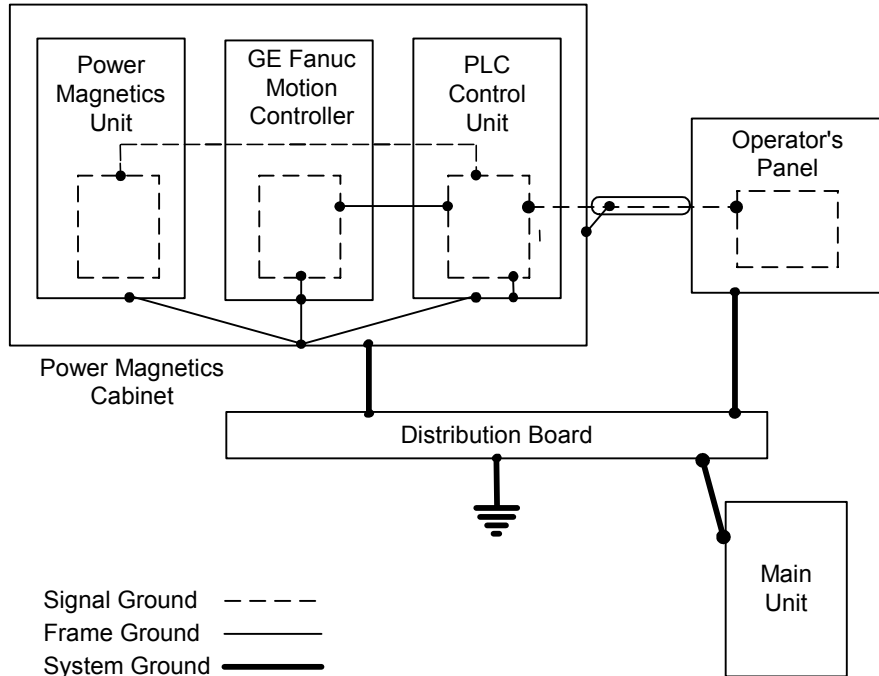 Power
Magnetics
Unit
GE Fanuc
Motion
Controller
PLC
Control
Unit
Operator's
Panel
Power Magnetics
Cabinet
Distribution Board
Main
Unit
Signal Ground
Frame Ground
System Ground